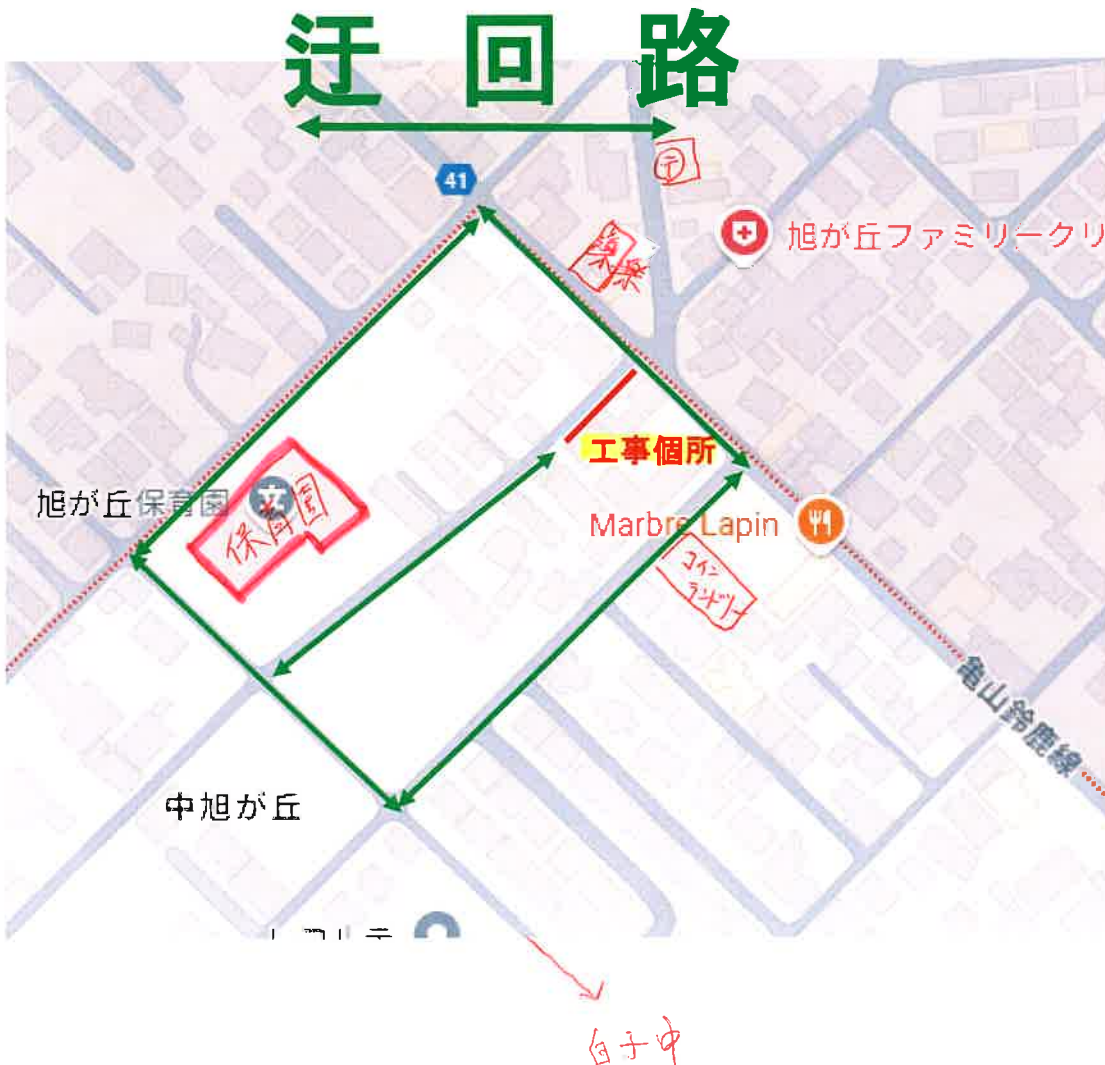 迂回路
41
〒
薬
旭が丘ファミリークリ
工事個所
旭が丘保育園
保育園
Marbre Lapin
コイン
ランドリー
亀山鈴鹿線
中旭が丘
白子中